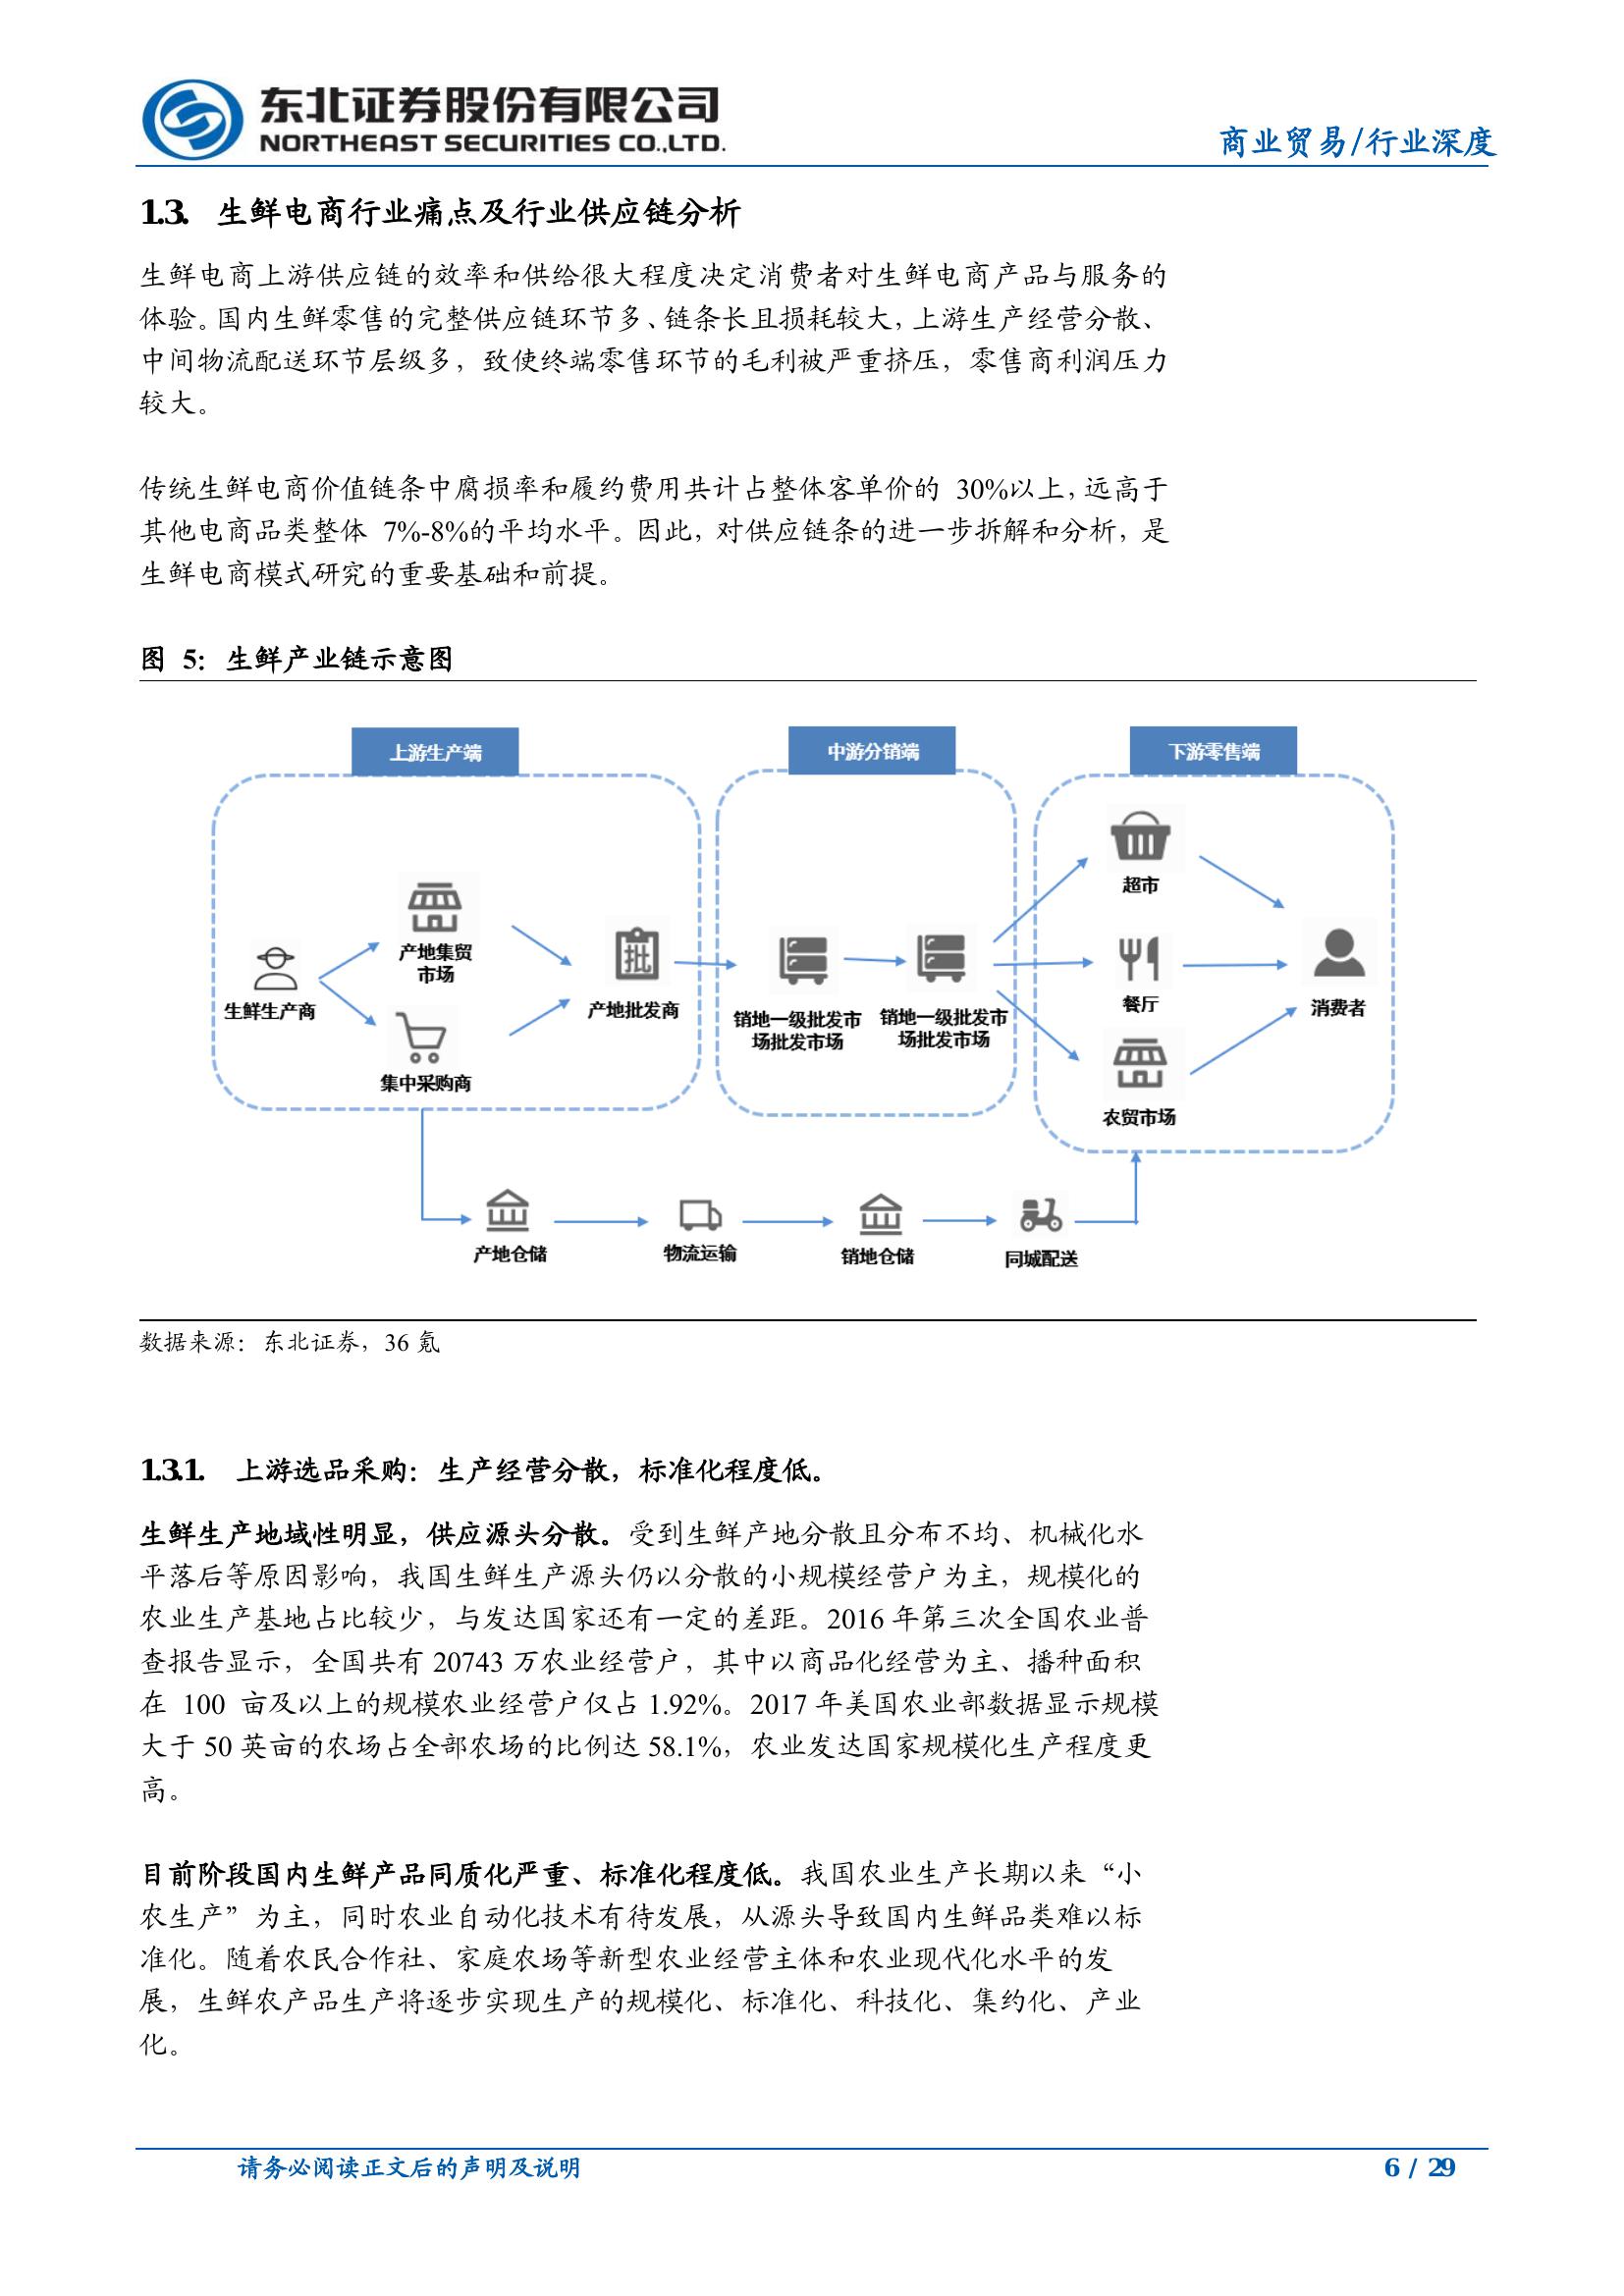 东北证券股份有限公司
NORTHEAST SECURITIES CO.,LTD.
商业贸易/行业深度
1.3. 生鲜电商行业痛点及行业供应链分析
生鲜电商上游供应链的效率和供给很大程度决定消费者对生鲜电商产品与服务的
体验。国内生鲜零售的完整供应链环节多、链条长且损耗较大，上游生产经营分散、
中间物流配送环节层级多，致使终端零售环节的毛利被严重挤压，零售商利润压力
较大。
传统生鲜电商价值链条中腐损率和履约费用共计占整体客单价的 30%以上，远高于
其他电商品类整体 7%-8%的平均水平。因此，对供应链条的进一步拆解和分析，是
生鲜电商模式研究的重要基础和前提。
图 5：生鲜产业链示意图
上游生产端
中游分销端
下游零售端
生鲜生产商
产地集贸
市场
集中采购商
批
产地批发商
销地一级批发市
场批发市场
销地一级批发市
场批发市场
超市
餐厅
农贸市场
消费者
产地仓储
物流运输
销地仓储
同城配送
数据来源：东北证券，36 氪
1.3.1. 上游选品采购：生产经营分散，标准化程度低。
生鲜生产地域性明显，供应源头分散。受到生鲜产地分散且分布不均、机械化水
平落后等原因影响，我国生鲜生产源头仍以分散的小规模经营户为主，规模化的
农业生产基地占比较少，与发达国家还有一定的差距。2016 年第三次全国农业普
查报告显示，全国共有 20743 万农业经营户，其中以商品化经营为主、播种面积
在 100 亩及以上的规模农业经营户仅占 1.92%。2017 年美国农业部数据显示规模
大于 50 英亩的农场占全部农场的比例达 58.1%，农业发达国家规模化生产程度更
高。
目前阶段国内生鲜产品同质化严重、标准化程度低。我国农业生产长期以来“小
农生产”为主，同时农业自动化技术有待发展，从源头导致国内生鲜品类难以标
准化。随着农民合作社、家庭农场等新型农业经营主体和农业现代化水平的发
展，生鲜农产品生产将逐步实现生产的规模化、标准化、科技化、集约化、产业
化。
请务必阅读正文后的声明及说明
6 / 29